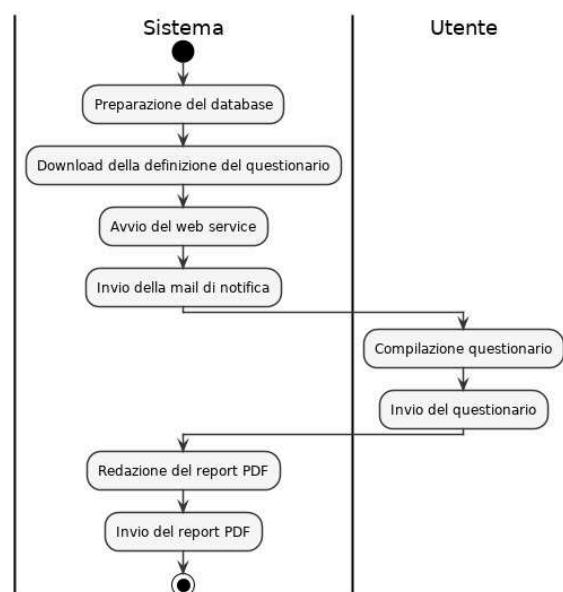 Sistema
Utente
Preparazione del database
Download della definizione del questionario
Avvio del web service
Invio della mail di notifica
Compilazione questionario
Invio del questionario
Redazione del report PDF
Invio del report PDF